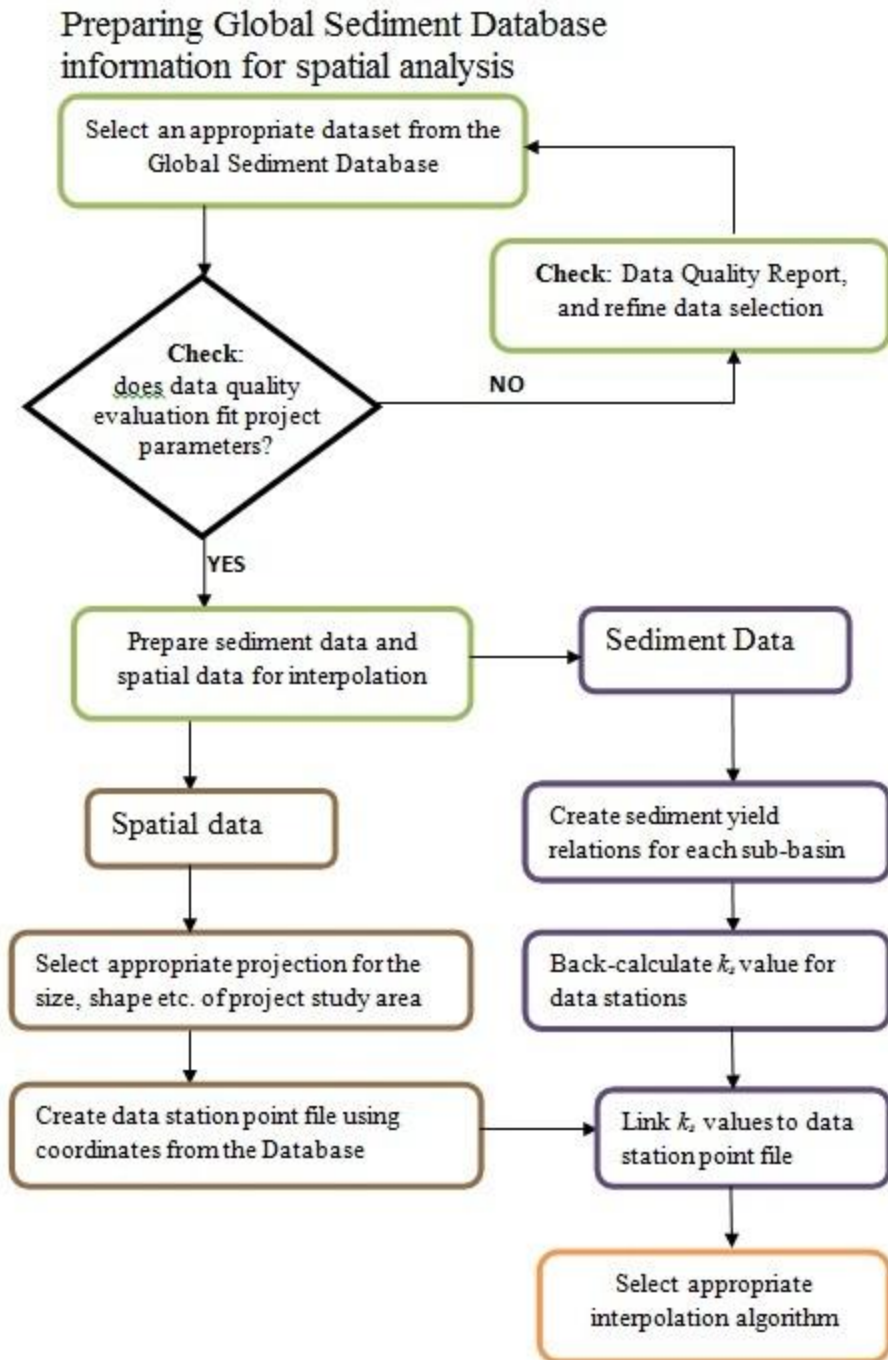 Preparing Global Sediment Database
information for spatial analysis
Select an appropriate dataset from the
Global Sediment Database
Check: Data Quality Report,
and refine data selection
Check:
does data quality
evaluation fit project
parameters?
NO
YES
Prepare sediment data and
spatial data for interpolation
Sediment Data
Spatial data
Create sediment yield
relations for each sub-basin
Select appropriate projection for the
size, shape etc. of project study area
Back-calculate kₛ value for
data stations
Create data station point file using
coordinates from the Database
Link kₛ values to data
station point file
Select appropriate
interpolation algorithm